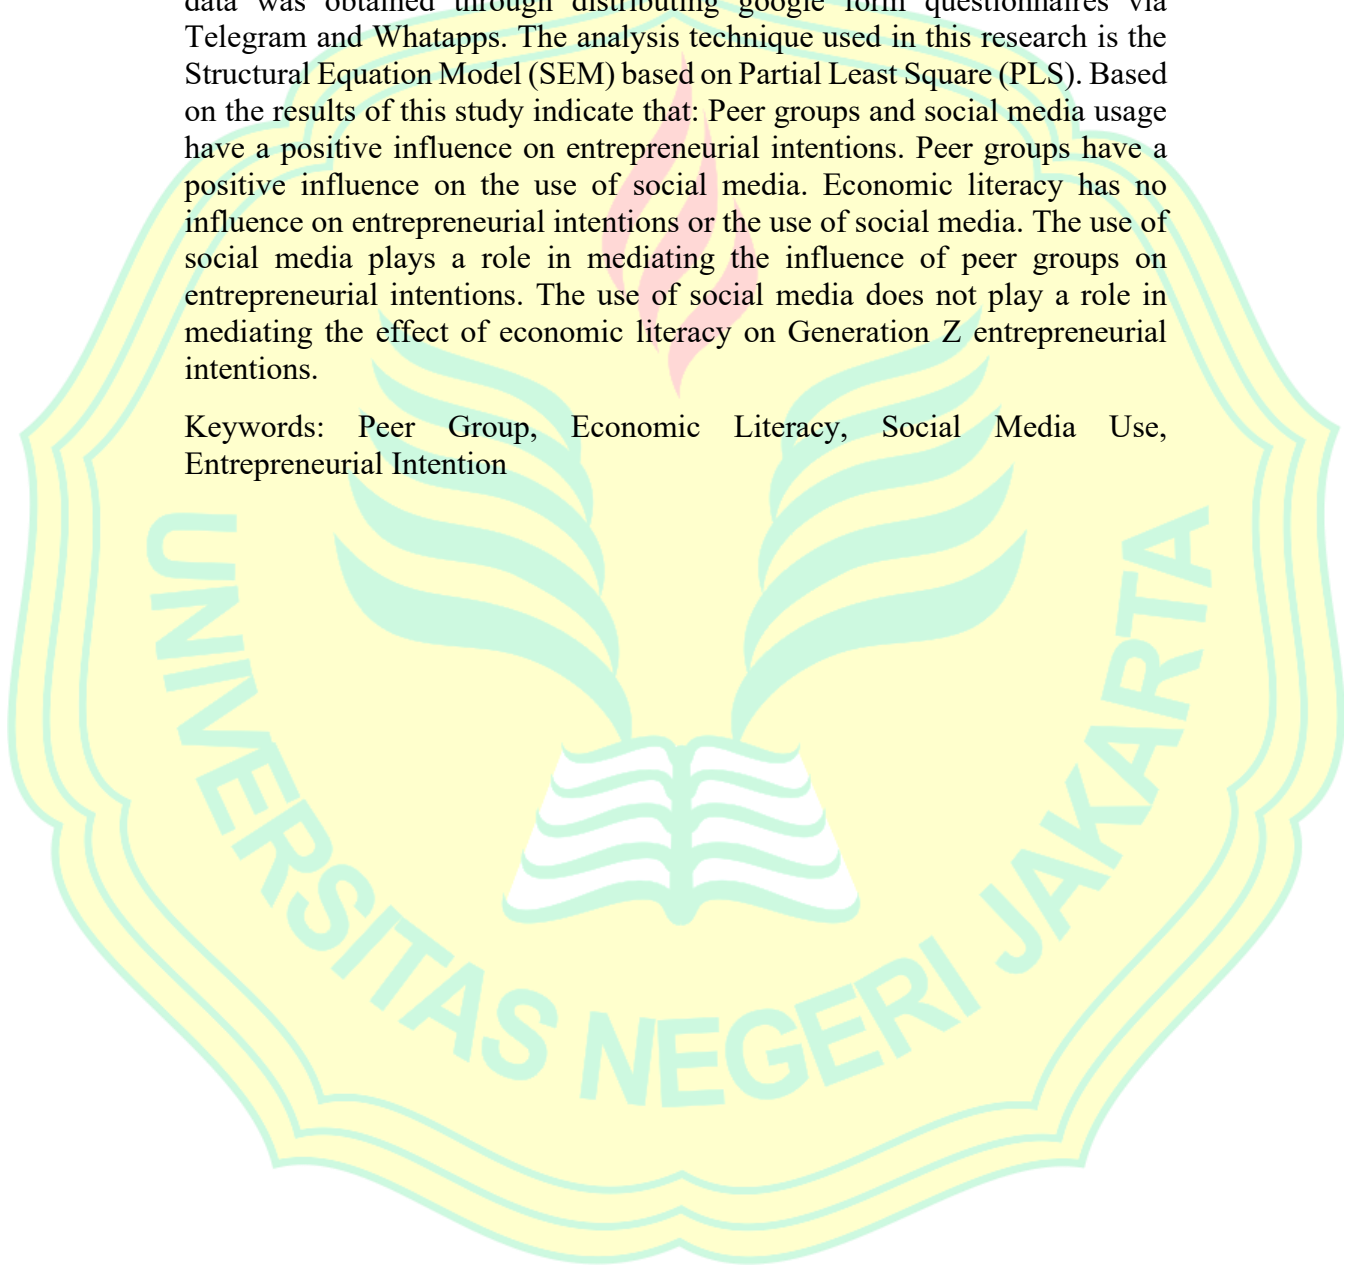 data was obtained through distributing google form questionnaires via
Telegram and Whatapps. The analysis technique used in this research is the
Structural Equation Model (SEM) based on Partial Least Square (PLS). Based
on the results of this study indicate that: Peer groups and social media usage
have a positive influence on entrepreneurial intentions. Peer groups have a
positive influence on the use of social media. Economic literacy has no
influence on entrepreneurial intentions or the use of social media. The use of
social media plays a role in mediating the influence of peer groups on
entrepreneurial intentions. The use of social media does not play a role in
mediating the effect of economic literacy on Generation Z entrepreneurial
intentions.
Keywords: Peer Group, Economic Literacy, Social Media Use,
Entrepreneurial Intention
UNIVERSITAS NEGERI JAKARTA